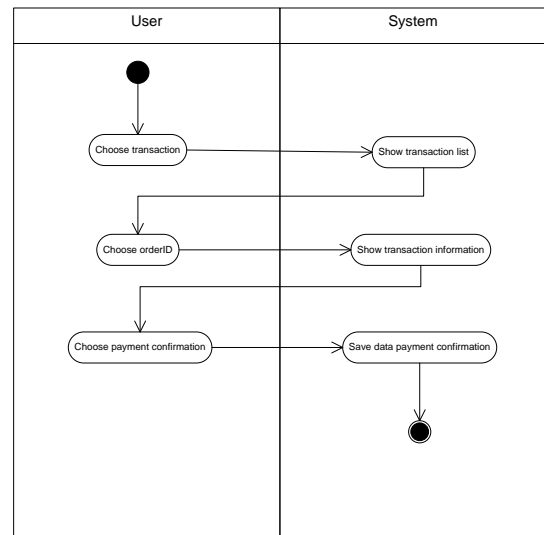 User
System
Choose transaction
Show transaction list
Choose orderID
Show transaction information
Choose payment confirmation
Save data payment confirmation